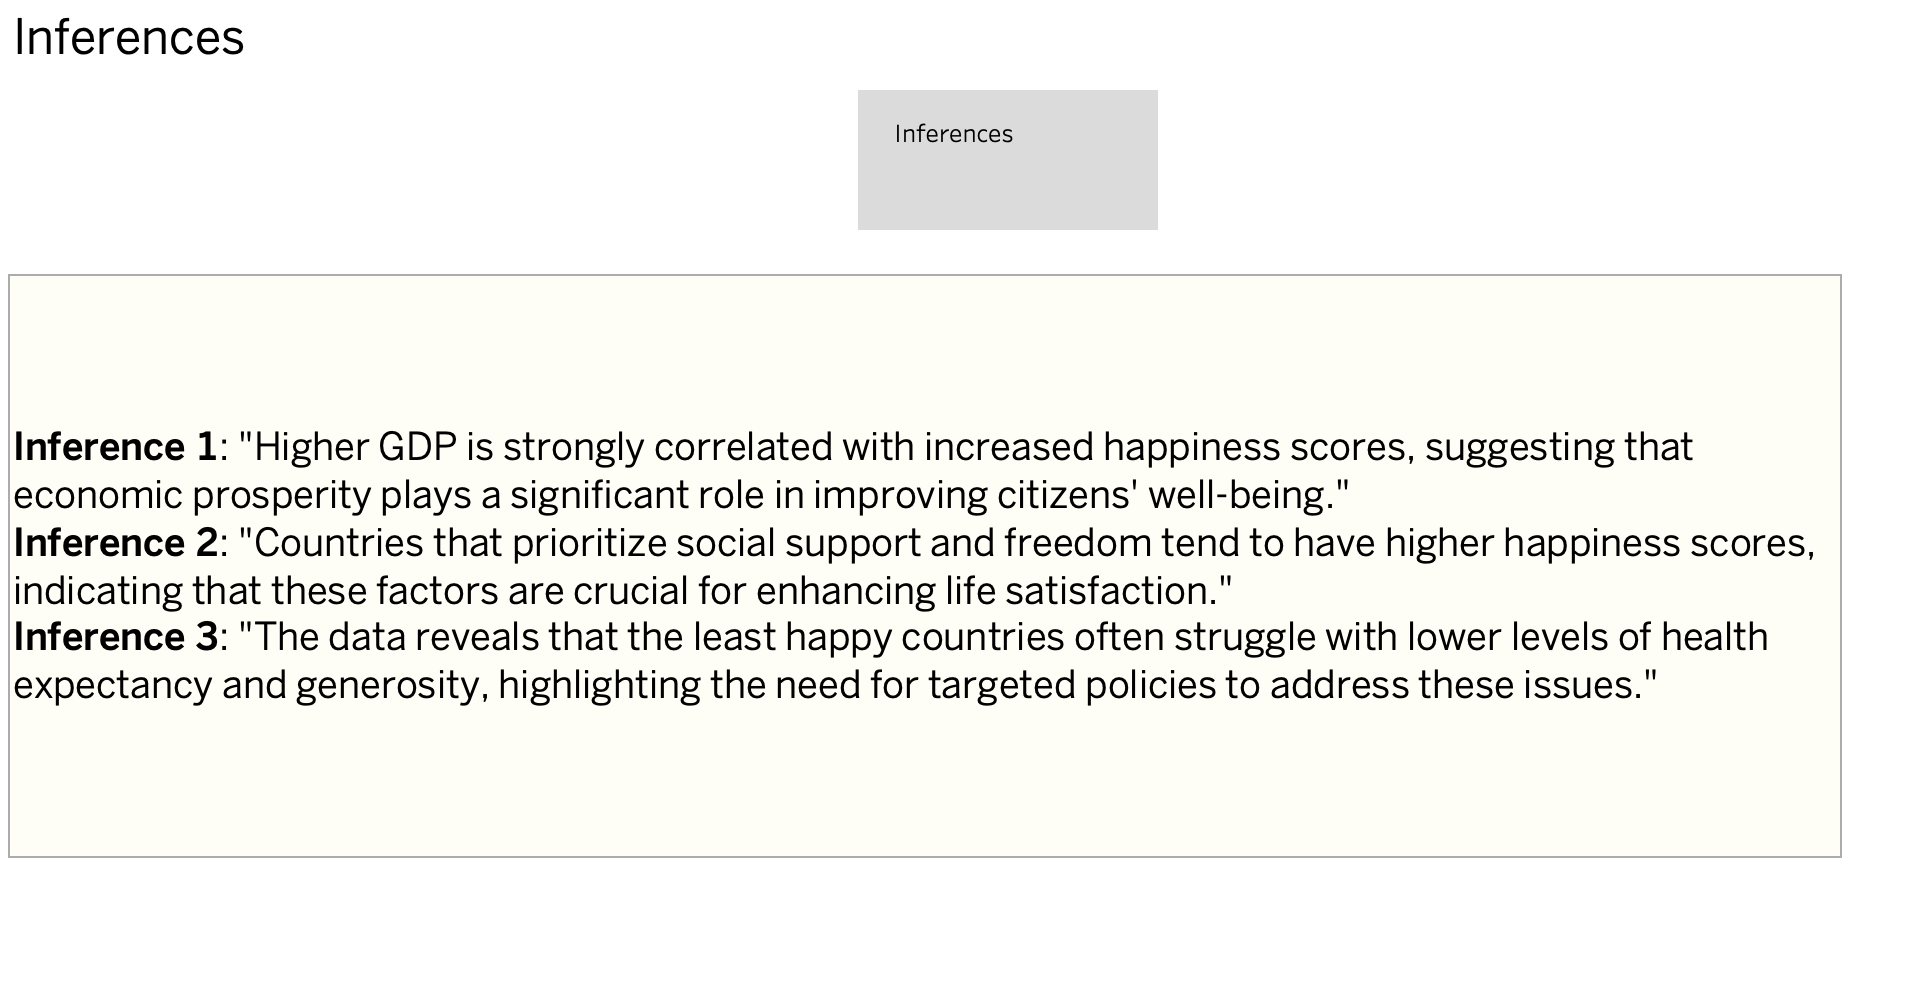 Inferences
Inferences
Inference 1: "Higher GDP is strongly correlated with increased happiness scores, suggesting that
economic prosperity plays a significant role in improving citizens' well-being."
Inference 2: "Countries that prioritize social support and freedom tend to have higher happiness scores,
indicating that these factors are crucial for enhancing life satisfaction."
Inference 3: "The data reveals that the least happy countries often struggle with lower levels of health
expectancy and generosity, highlighting the need for targeted policies to address these issues."